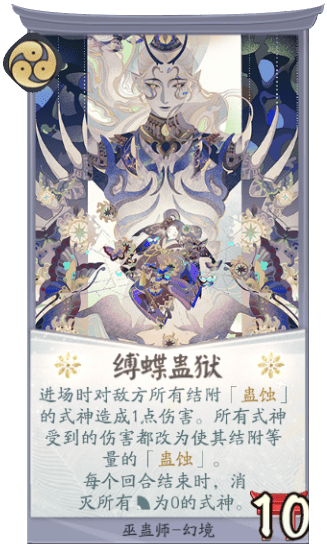 缚蝶蛊狱
进场时对敌方所有结附「蛊蚀」
的式神造成1点伤害。所有式神
受到的伤害都改为使其结附等
量的「蛊蚀」。
每个回合结束时，消
灭所有为0的式神。
10
巫蛊师–幻境